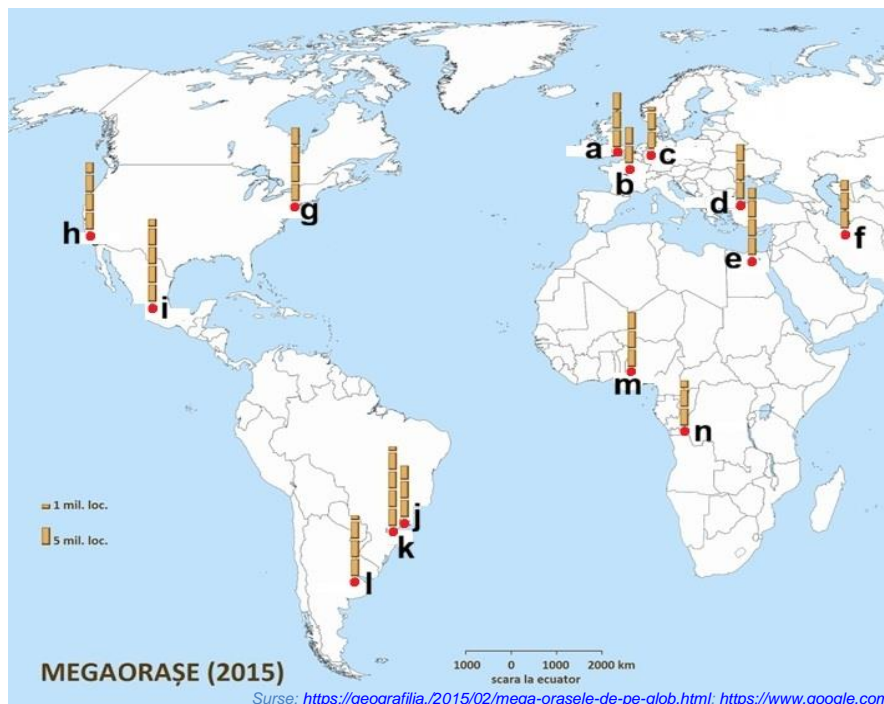 a
c
b
g
d
h
f
e
i
m
n
j
1 mil. loc.
k
5 mil. loc.
l
MEGAORAȘE (2015)
1000 0 1000 2000 km
scara la ecuator
Surse: https://geografilia./2015/02/mega-orasele-de-pe-glob.html; https://www.google.com